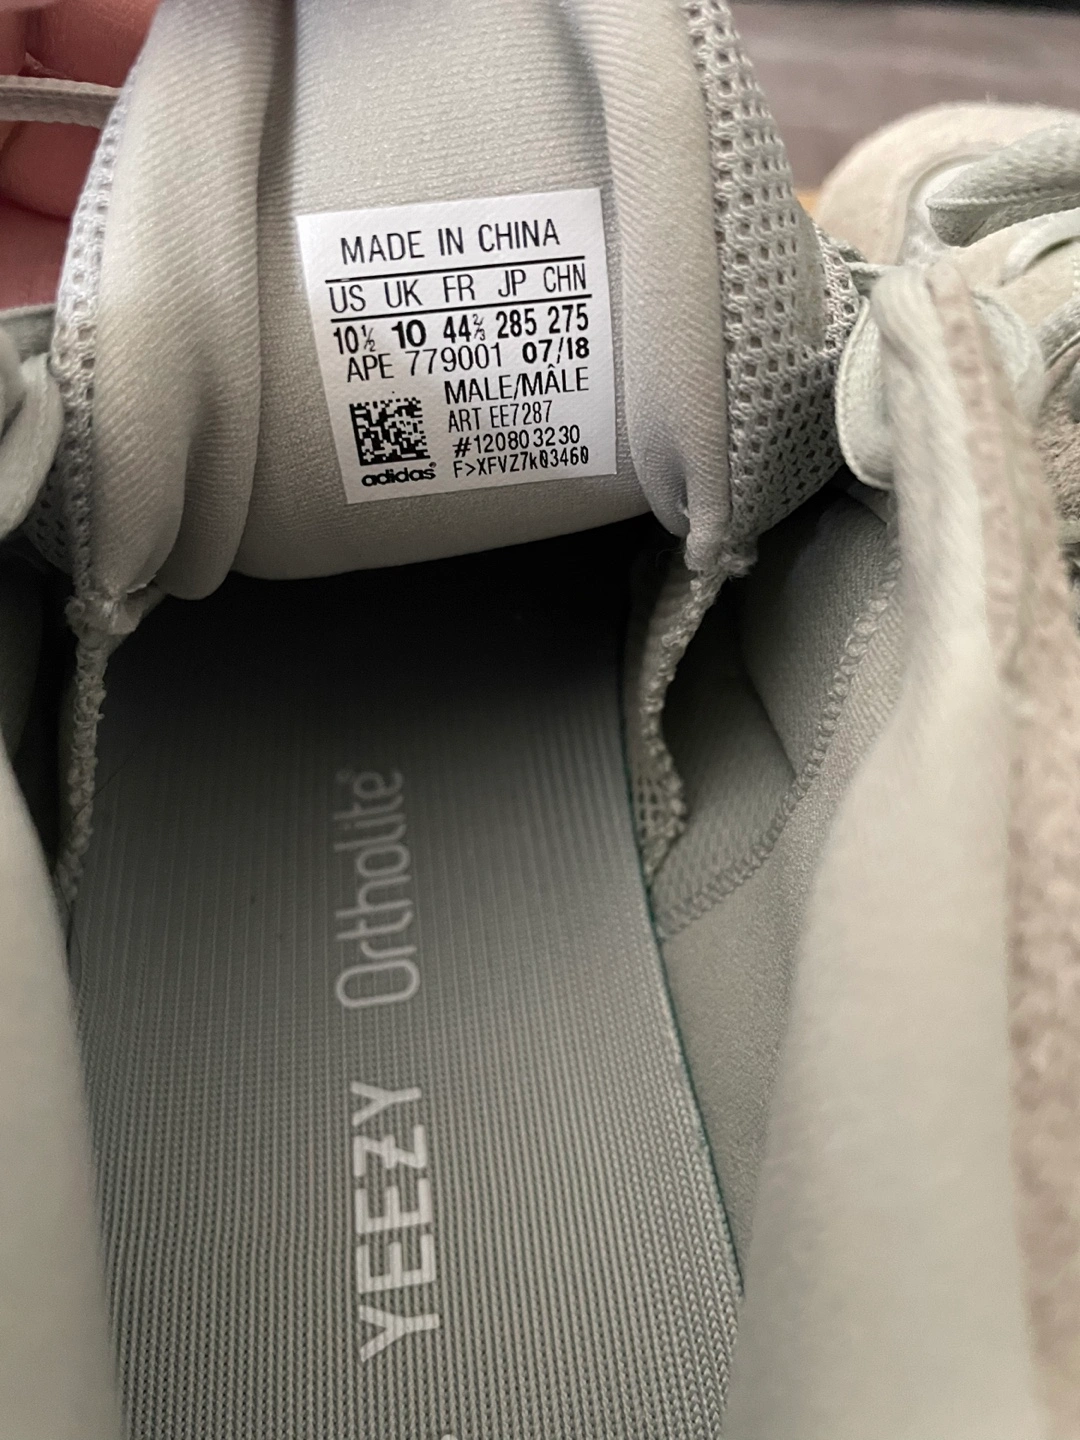 MADE IN CHINA
US UK FR JP CHN
10½ 10 44⅔ 285 275
APE 779001 07/18
MALE/MÂLE
ART EE7287
#120803230
F>XFVZ7k03460
adidas®
YEEZY Ortholite®